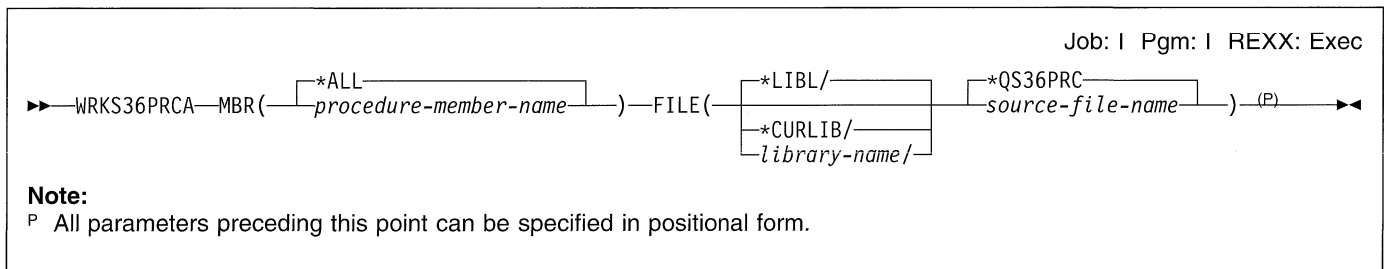 Job: I Pgm: I REXX: Exec
*ALL *LIBL/ *QS36PRC
WRKS36PRCA MBR( procedure-member-name ) FILE( source-file-name ) (P)
*CURLIB/
library-name/
Note:
P All parameters preceding this point can be specified in positional form.